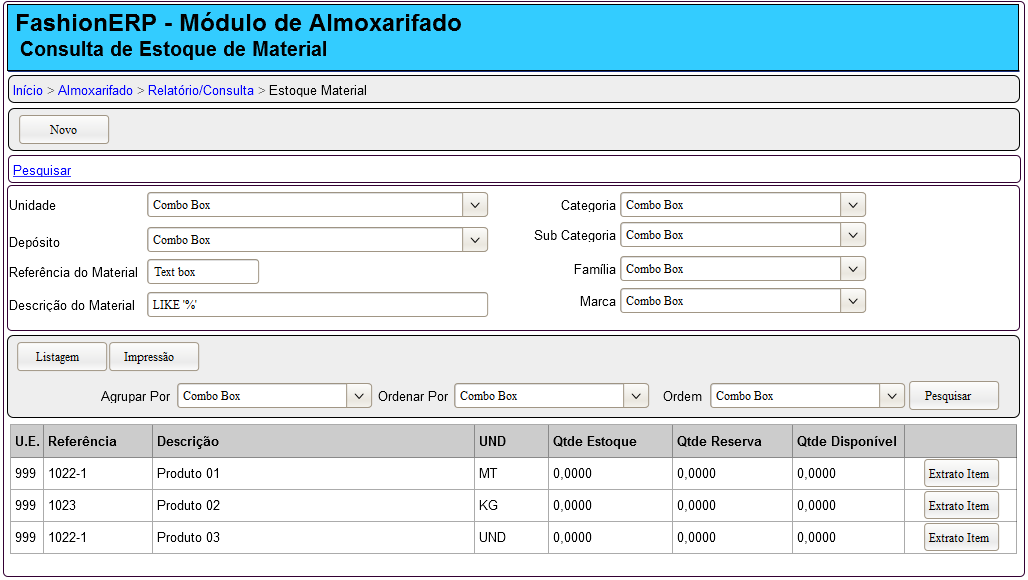 FashionERP - Módulo de Almoxarifado
Consulta de Estoque de Material
Início > Almoxarifado > Relatório/Consulta > Estoque Material
Novo
Pesquisar
Unidade Combo Box Categoria Combo Box
Depósito Combo Box Sub Categoria Combo Box
Referência do Material Text box Família Combo Box
Descrição do Material LIKE '%' Marca Combo Box
Listagem Impressão
Agrupar Por Combo Box Ordenar Por Combo Box Ordem Combo Box Pesquisar
U.E. Referência Descrição UND Qtde Estoque Qtde Reserva Qtde Disponível
999 1022-1 Produto 01 MT 0,0000 0,0000 0,0000 Extrato Item
999 1023 Produto 02 KG 0,0000 0,0000 0,0000 Extrato Item
999 1022-1 Produto 03 UND 0,0000 0,0000 0,0000 Extrato Item